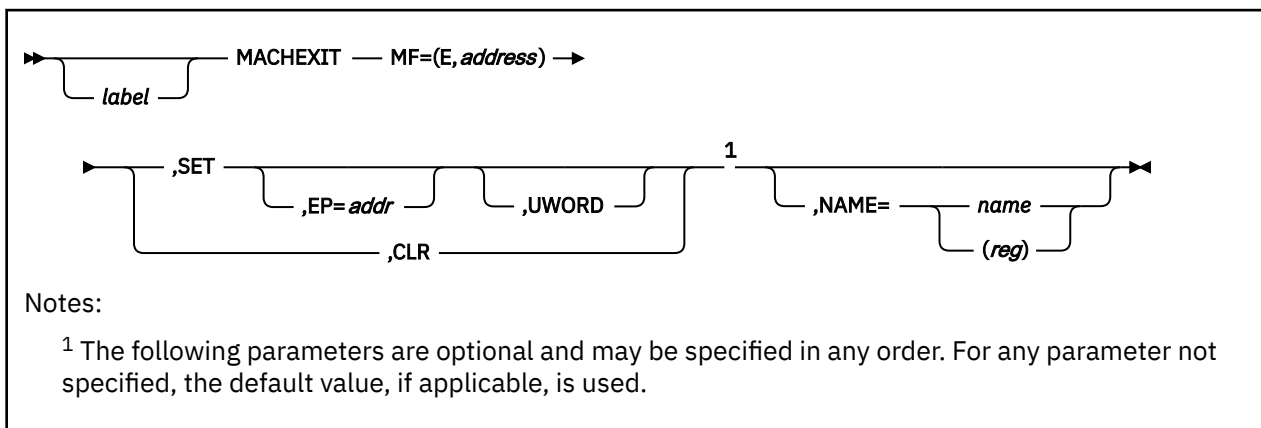 MACHEXIT MF=(E,address)
label
1
,SET
,EP=addr ,UWORD ,NAME= name
,CLR (reg)
Notes:
1 The following parameters are optional and may be specified in any order. For any parameter not
specified, the default value, if applicable, is used.